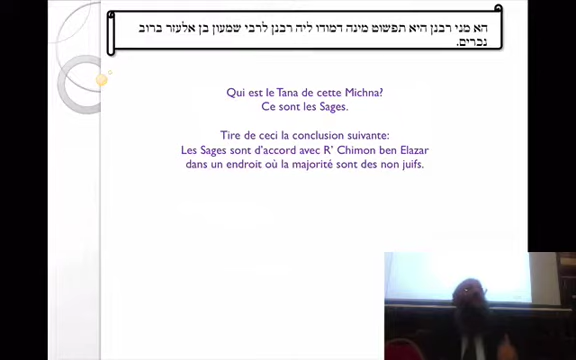 הא מני רבנן היא תפשוט מינה דמודו ליה רבנן לרבי שמעון בן אלעזר ברוב
נכרים.
Qui est le Tana de cette Michna?
Ce sont les Sages.
Tire de ceci la conclusion suivante:
Les Sages sont d'accord avec R' Chimon ben Elazar
dans un endroit où la majorité sont des non juifs.